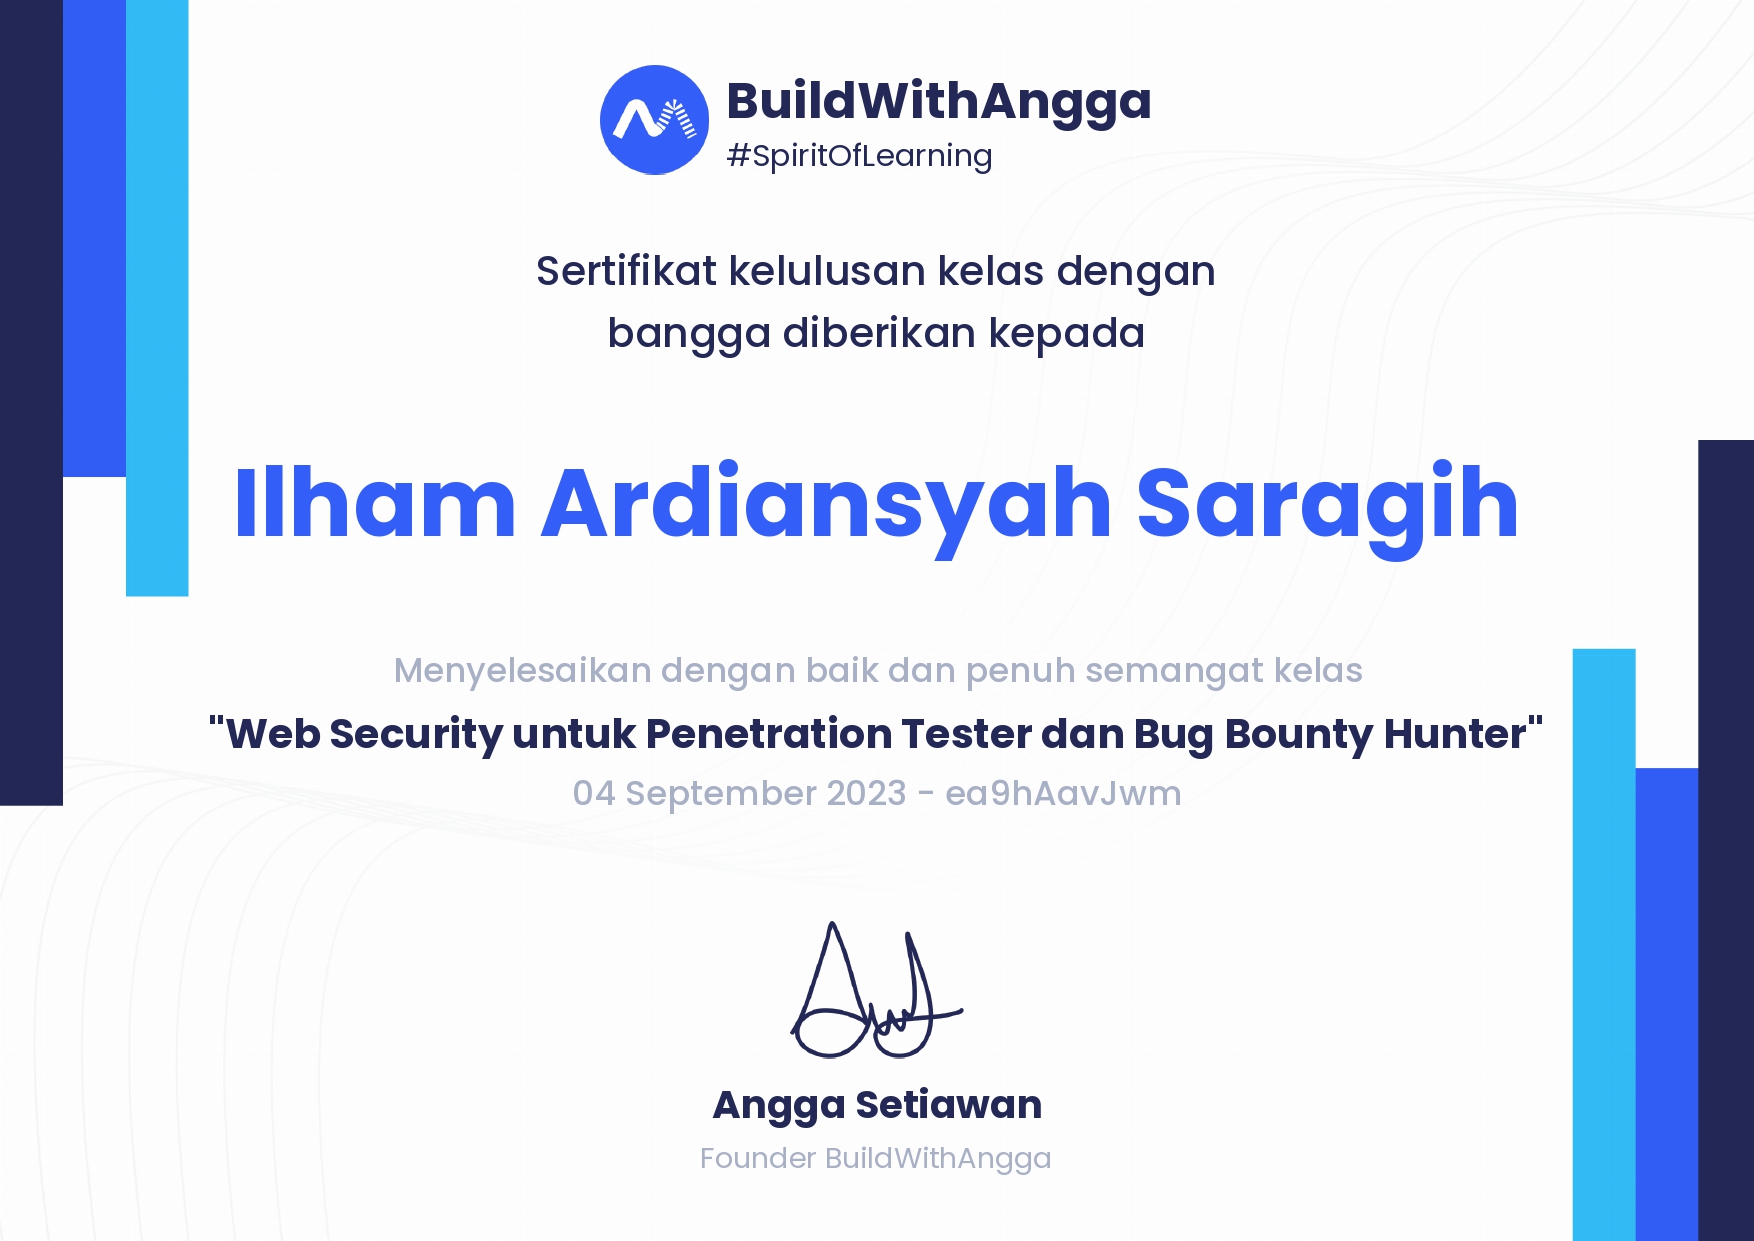 BuildWithAngga
#SpiritOfLearning
Sertifikat kelulusan kelas dengan
bangga diberikan kepada
Ilham Ardiansyah Saragih
Menyelesaikan dengan baik dan penuh semangat kelas
"Web Security untuk Penetration Tester dan Bug Bounty Hunter"
04 September 2023 - ea9hAavJwm
Angga Setiawan
Founder BuildWithAngga